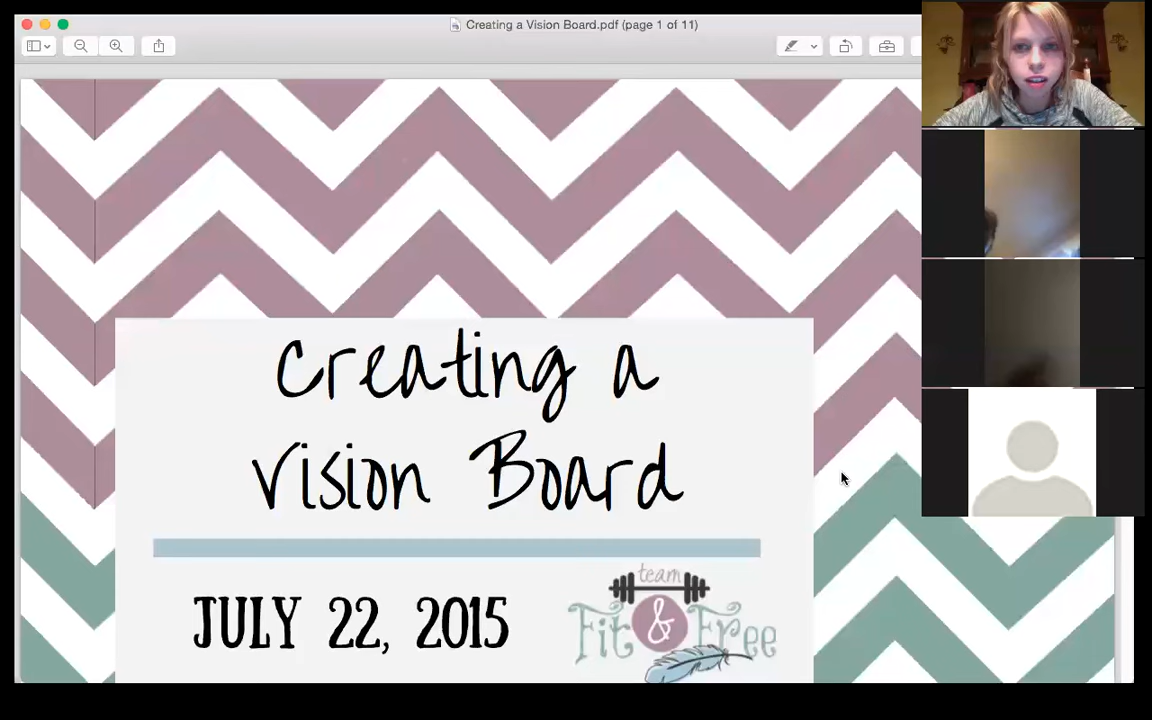 Creating a Vision Board.pdf (page 1 of 11)
Creating a
Vision Board
JULY 22, 2015
team
Fit & Free